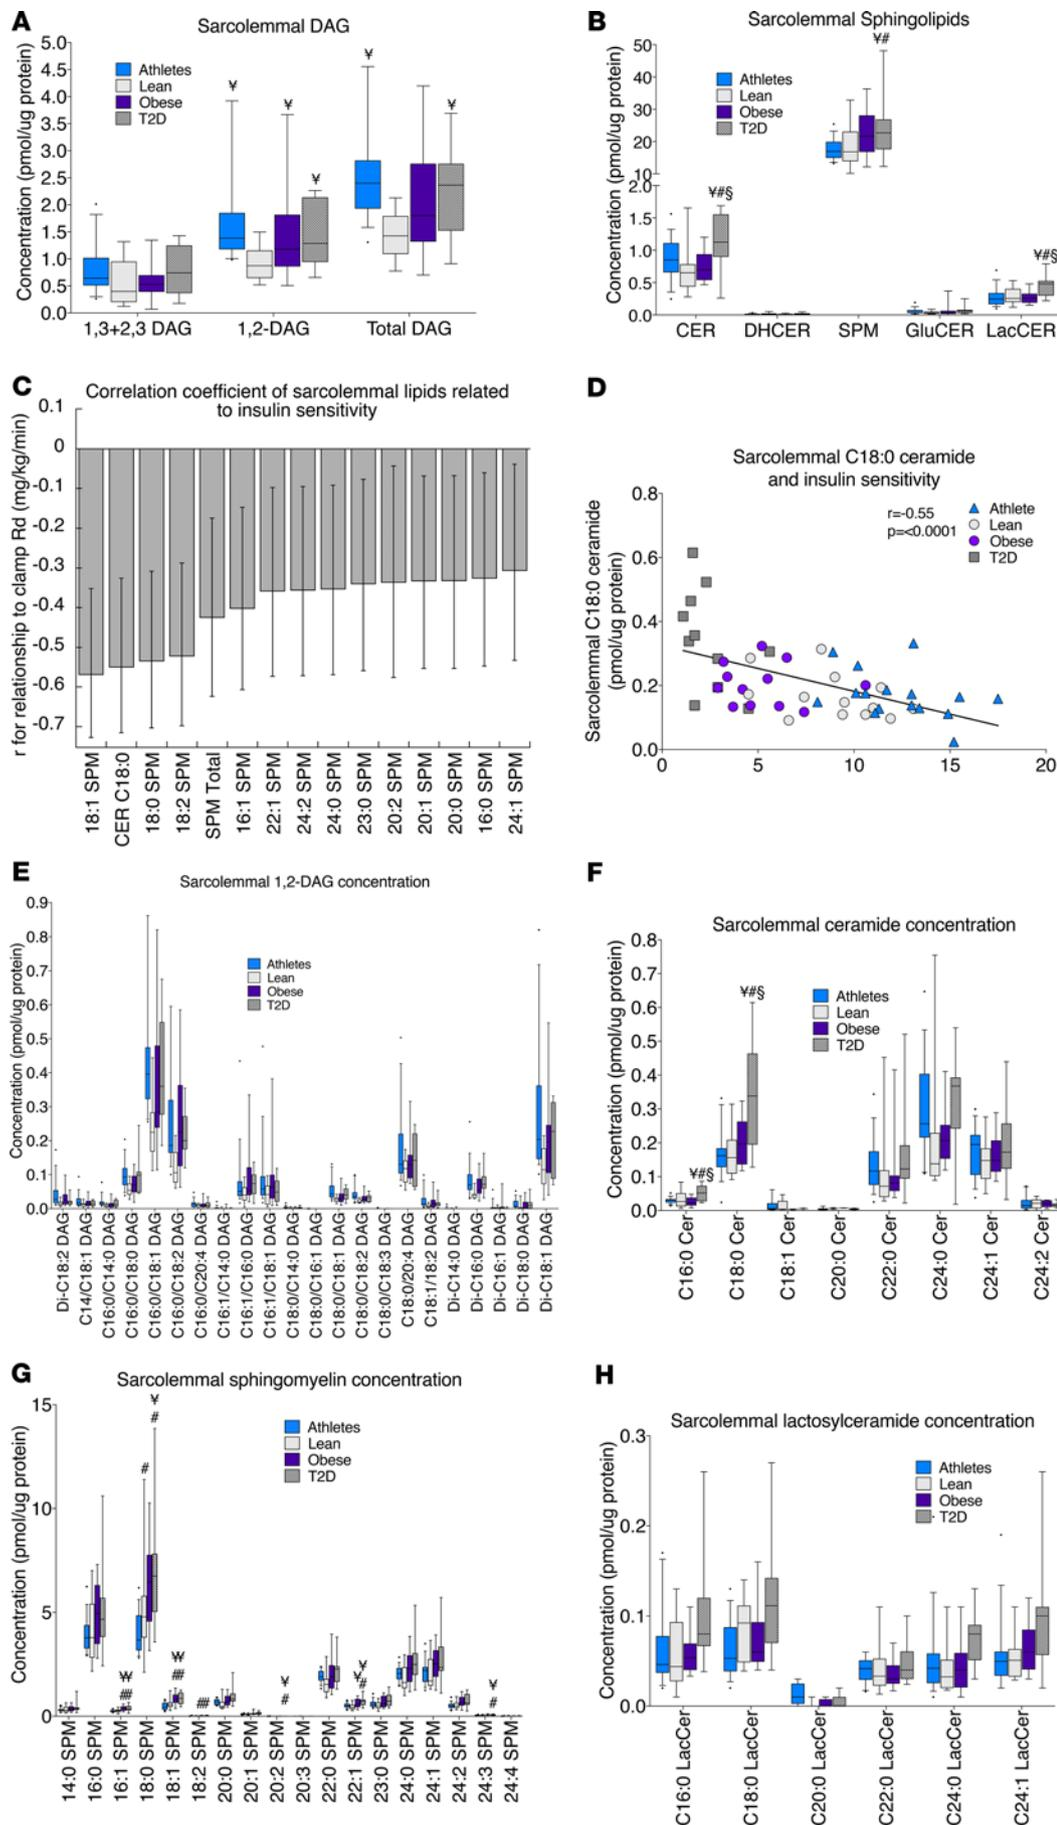 A
Sarcolemmal DAG
Concentration (pmol/ug protein)
5.0
4.5
4.0
3.5
3.0
2.5
2.0
1.5
1.0
0.5
0.0
Athletes
Lean
Obese
T2D
¥
¥
¥
¥
¥
1,3+2,3 DAG
1,2-DAG
Total DAG
B
Sarcolemmal Sphingolipids
Concentration (pmol/ug protein)
50
40
30
20
10
Concentration (pmol/ug protein)
2.0
1.5
1.0
0.5
0.0
Athletes
Lean
Obese
T2D
¥#§
¥#
¥#§
CER
DHCER
SPM
GluCER
LacCER
C
Correlation coefficient of sarcolemmal lipids related
to insulin sensitivity
r for relationship to clamp Rd (mg/kg/min)
0.1
0
-0.1
-0.2
-0.3
-0.4
-0.5
-0.6
-0.7
18:1 SPM
CER C18:0
18:0 SPM
18:2 SPM
SPM Total
16:1 SPM
22:1 SPM
24:2 SPM
24:0 SPM
23:0 SPM
20:2 SPM
20:1 SPM
20:0 SPM
16:0 SPM
24:1 SPM
D
Sarcolemmal C18:0 ceramide
and insulin sensitivity
Sarcolemmal C18:0 ceramide
(pmol/ug protein)
0.8
0.6
0.4
0.2
0.0
r=-0.55
p=<0.0001
Athlete
Lean
Obese
T2D
0
5
10
15
20
E
Sarcolemmal 1,2-DAG concentration
Concentration (pmol/ug protein)
0.9
0.8
0.7
0.6
0.5
0.4
0.3
0.2
0.1
0.0
Athletes
Lean
Obese
T2D
Di-C18:2 DAG
C14/C18:1 DAG
C16:0/C14:0 DAG
C16:0/C18:0 DAG
C16:0/C18:1 DAG
C16:0/C18:2 DAG
C16:0/C20:4 DAG
C16:1/C14:0 DAG
C16:1/C16:0 DAG
C16:1/C18:1 DAG
C18:0/C14:0 DAG
C18:0/C16:1 DAG
C18:0/C18:1 DAG
C18:0/C18:2 DAG
C18:0/C18:3 DAG
C18:0/20:4 DAG
C18:1/18:2 DAG
Di-C14:0 DAG
Di-C16:0 DAG
Di-C16:1 DAG
Di-C18:0 DAG
Di-C18:1 DAG
F
Sarcolemmal ceramide concentration
Concentration (pmol/ug protein)
0.8
0.7
0.6
0.5
0.4
0.3
0.2
0.1
0.0
Athletes
Lean
Obese
T2D
¥#§
¥#§
C16:0 Cer
C18:0 Cer
C18:1 Cer
C20:0 Cer
C22:0 Cer
C24:0 Cer
C24:1 Cer
C24:2 Cer
G
Sarcolemmal sphingomyelin concentration
Concentration (pmol/ug protein)
15
10
5
0
Athletes
Lean
Obese
T2D
¥
#
#
¥¥
##
¥¥
##
##
¥
#
¥
¥
#
¥
#
14:0 SPM
16:0 SPM
16:1 SPM
18:0 SPM
18:1 SPM
18:2 SPM
20:0 SPM
20:1 SPM
20:2 SPM
20:3 SPM
22:0 SPM
22:1 SPM
23:0 SPM
24:0 SPM
24:1 SPM
24:2 SPM
24:3 SPM
24:4 SPM
H
Sarcolemmal lactosylceramide concentration
Concentration (pmol/ug protein)
0.3
0.2
0.1
0.0
Athletes
Lean
Obese
T2D
C16:0 LacCer
C18:0 LacCer
C20:0 LacCer
C22:0 LacCer
C24:0 LacCer
C24:1 LacCer